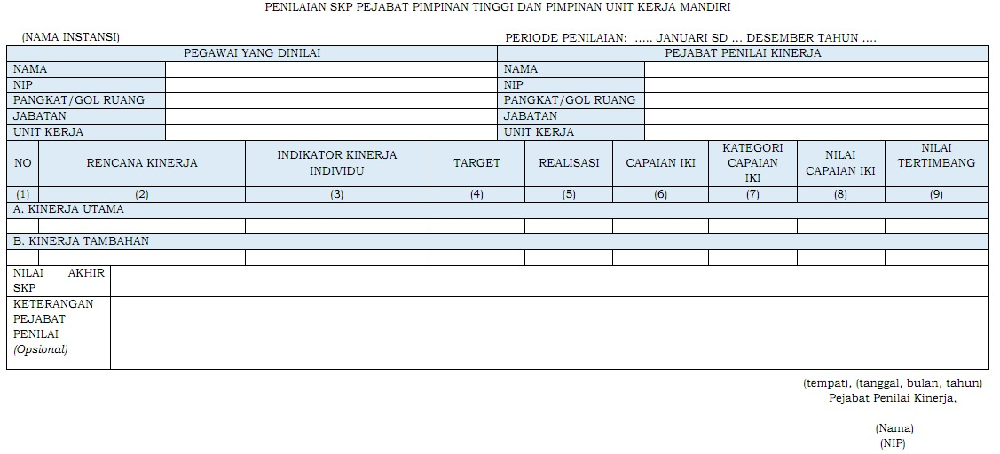 PENILAIAN SKP PEJABAT PIMPINAN TINGGI DAN PIMPINAN UNIT KERJA MANDIRI
(NAMA INSTANSI) PERIODE PENILAIAN: ..... JANUARI SD ... DESEMBER TAHUN ....
PEGAWAI YANG DINILAI PEJABAT PENILAI KINERJA
NAMA NAMA
NIP NIP
PANGKAT/GOL RUANG PANGKAT/GOL RUANG
JABATAN JABATAN
UNIT KERJA UNIT KERJA
NO RENCANA KINERJA INDIKATOR KINERJA INDIVIDU TARGET REALISASI CAPAIAN IKI KATEGORI CAPAIAN IKI NILAI CAPAIAN IKI NILAI TERTIMBANG
(1) (2) (3) (4) (5) (6) (7) (8) (9)
A. KINERJA UTAMA
B. KINERJA TAMBAHAN
NILAI AKHIR
SKP
KETERANGAN
PEJABAT
PENILAI
(Opsional)
(tempat), (tanggal, bulan, tahun)
Pejabat Penilai Kinerja,
(Nama)
(NIP)